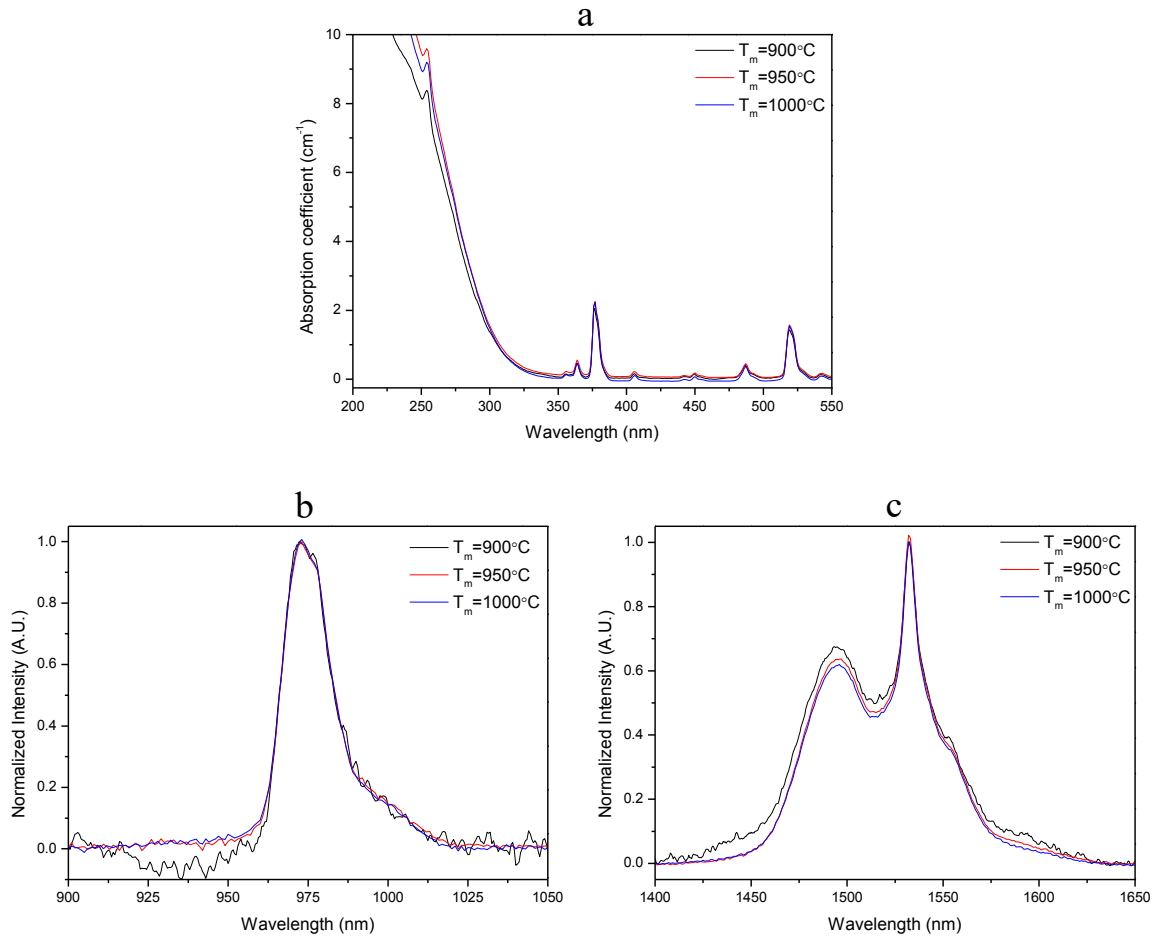 a
10
8
6
4
2
0
Absorption coefficient (cm⁻¹)
Tₘ=900°C
Tₘ=950°C
Tₘ=1000°C
200 250 300 350 400 450 500 550
Wavelength (nm)
b
1.0
0.8
0.6
0.4
0.2
0.0
Normalized Intensity (A.U.)
Tₘ=900°C
Tₘ=950°C
Tₘ=1000°C
900 925 950 975 1000 1025 1050
Wavelength (nm)
c
1.0
0.8
0.6
0.4
0.2
0.0
Normalized Intensity (A.U.)
Tₘ=900°C
Tₘ=950°C
Tₘ=1000°C
1400 1450 1500 1550 1600 1650
Wavelength (nm)